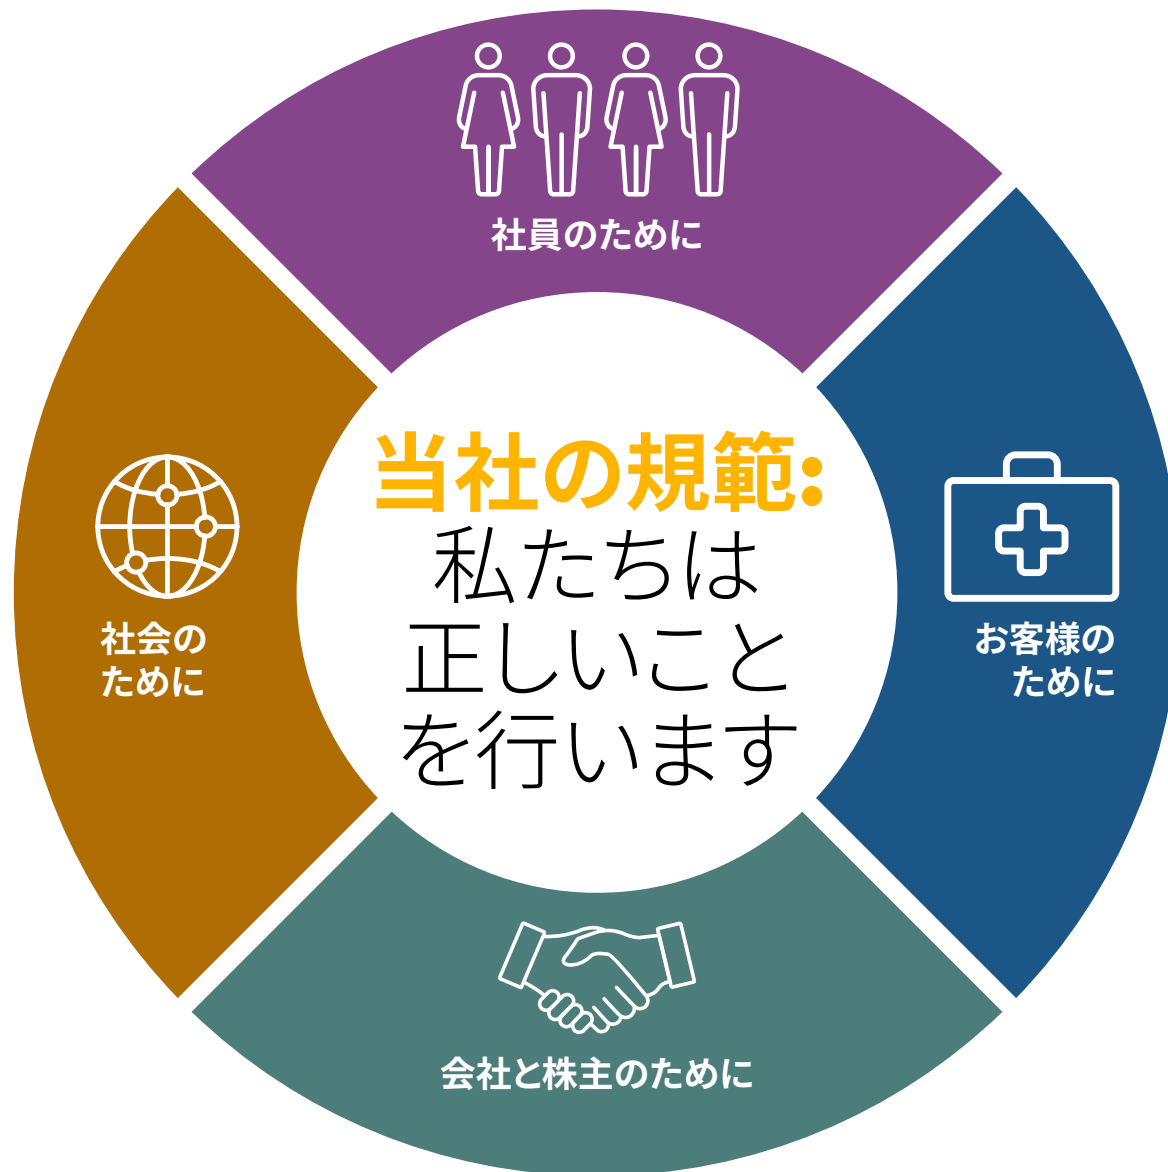 社員のために
当社の規範:
私たちは
正しいこと
を行います
社会の
ために
お客様の
ために
会社と株主のために